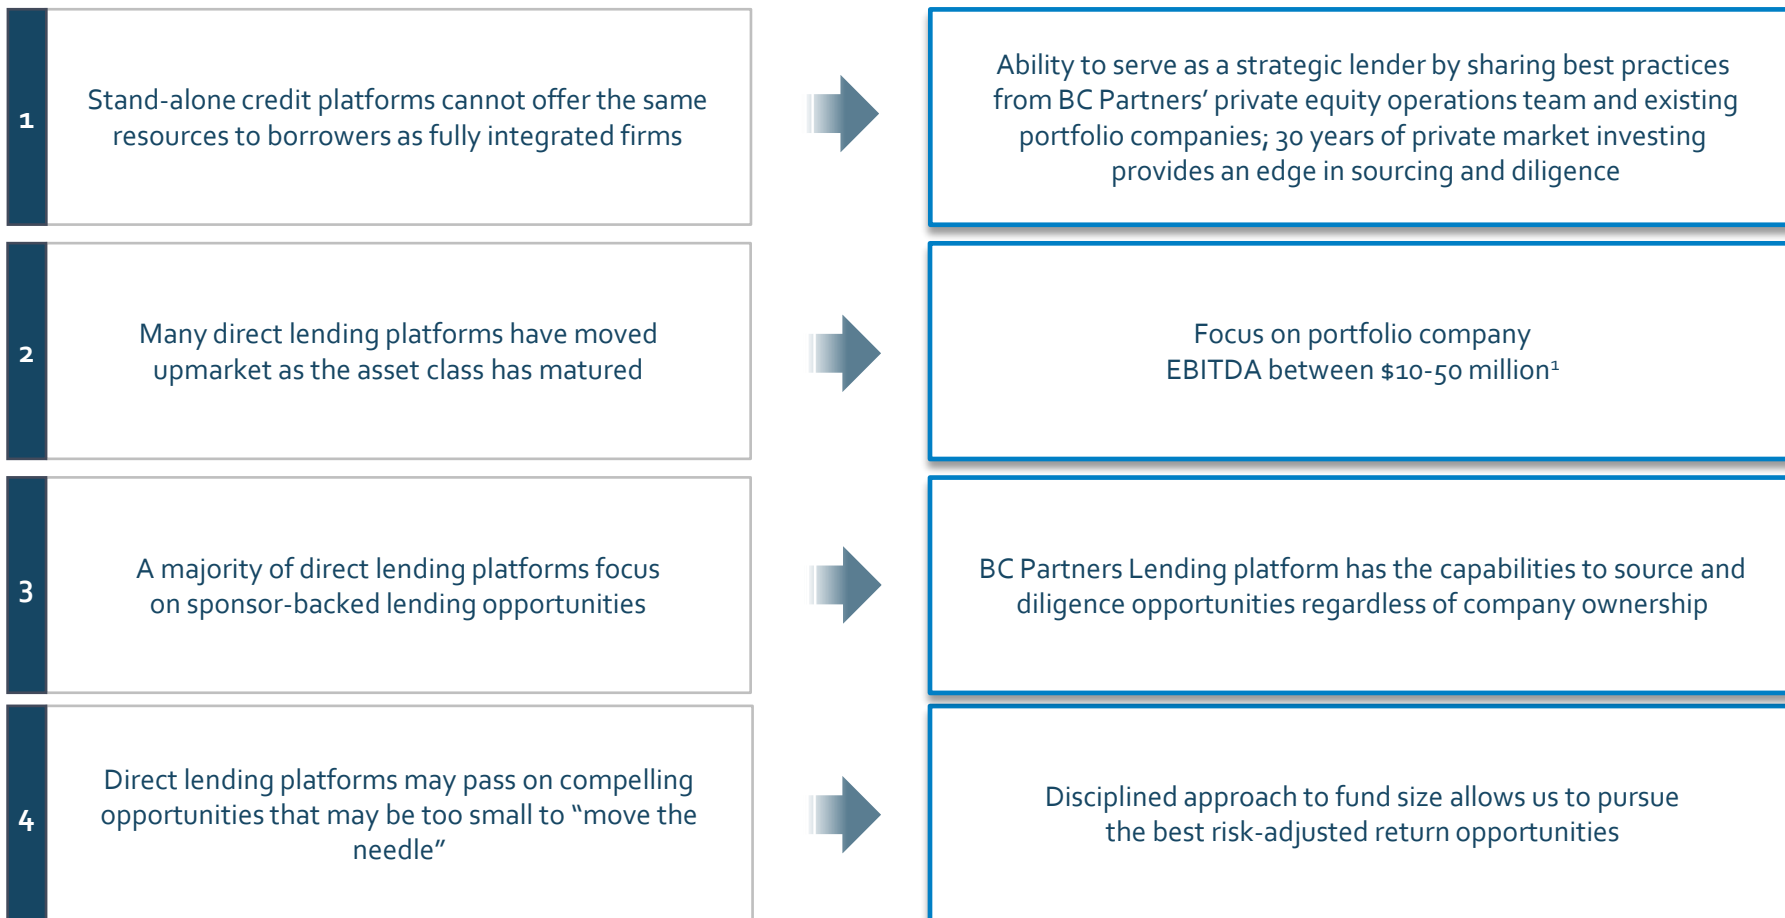 1
Stand-alone credit platforms cannot offer the same
resources to borrowers as fully integrated firms
Ability to serve as a strategic lender by sharing best practices
from BC Partners’ private equity operations team and existing
portfolio companies; 30 years of private market investing
provides an edge in sourcing and diligence
2
Many direct lending platforms have moved
upmarket as the asset class has matured
Focus on portfolio company
EBITDA between $10-50 million¹
3
A majority of direct lending platforms focus
on sponsor-backed lending opportunities
BC Partners Lending platform has the capabilities to source and
diligence opportunities regardless of company ownership
4
Direct lending platforms may pass on compelling
opportunities that may be too small to “move the
needle”
Disciplined approach to fund size allows us to pursue
the best risk-adjusted return opportunities